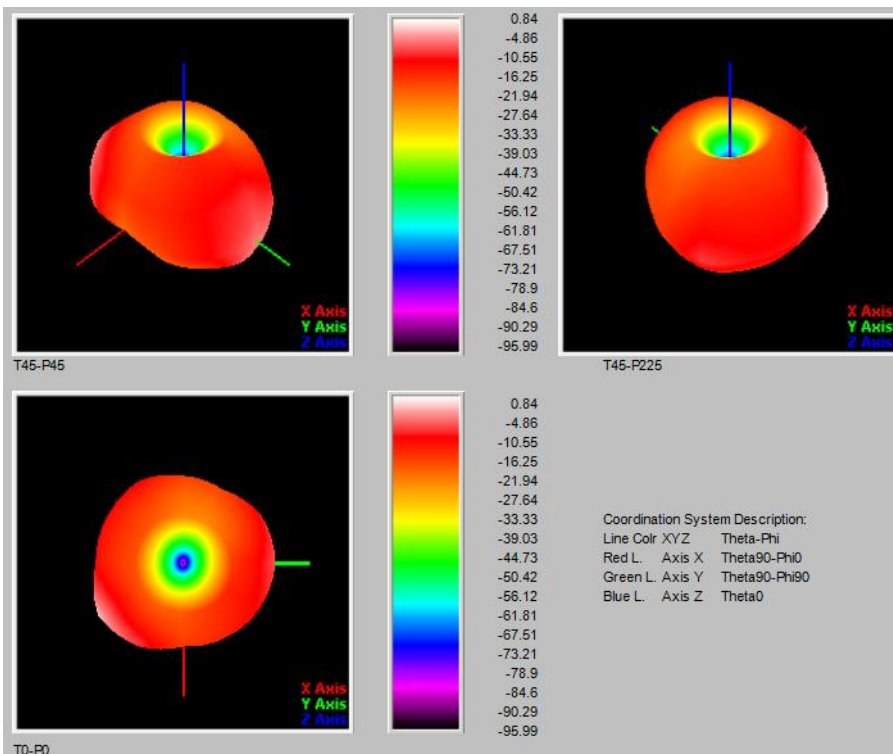 0.84
-4.86
-10.55
-16.25
-21.94
-27.64
-33.33
-39.03
-44.73
-50.42
-56.12
-61.81
-67.51
-73.21
-78.9
-84.6
-90.29
-95.99
X Axis
Y Axis
Z Axis
T45-P45
X Axis
Y Axis
Z Axis
T45-P225
0.84
-4.86
-10.55
-16.25
-21.94
-27.64
-33.33
-39.03
-44.73
-50.42
-56.12
-61.81
-67.51
-73.21
-78.9
-84.6
-90.29
-95.99
X Axis
Y Axis
Z Axis
T0-P0
Coordination System Description:
Line Colr XYZ Theta-Phi
Red L. Axis X Theta90-Phi0
Green L. Axis Y Theta90-Phi90
Blue L. Axis Z Theta0